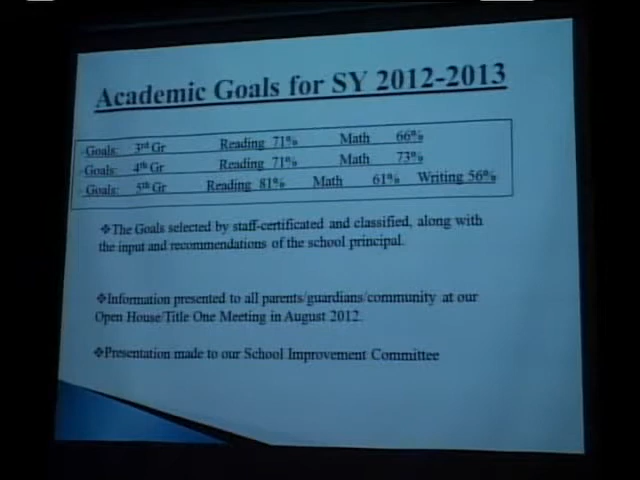 Academic Goals for SY 2012-2013
Goals: 3rd Gr Reading 71% Math 66%
Goals: 4th Gr Reading 71% Math 73%
Goals: 5th Gr Reading 81% Math 61% Writing 56%
❖The Goals selected by staff-certificated and classified, along with
the input and recommendations of the school principal.
❖Information presented to all parents/guardians/community at our
Open House/Title One Meeting in August 2012.
❖Presentation made to our School Improvement Committee